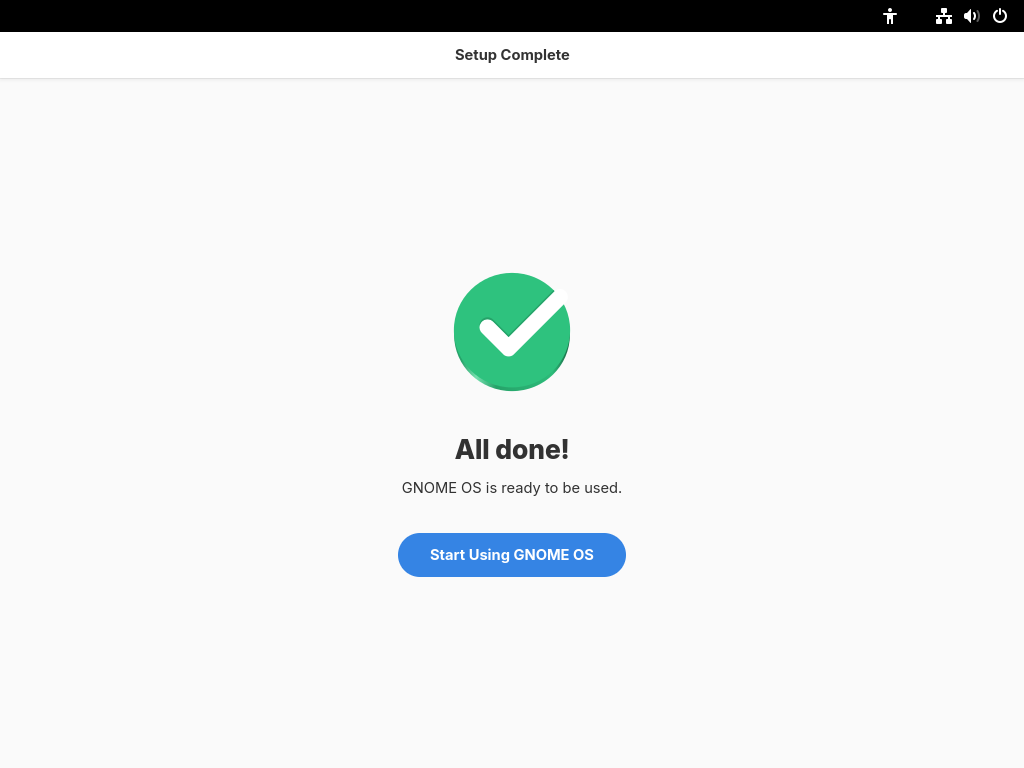 Setup Complete
All done!
GNOME OS is ready to be used.
Start Using GNOME OS